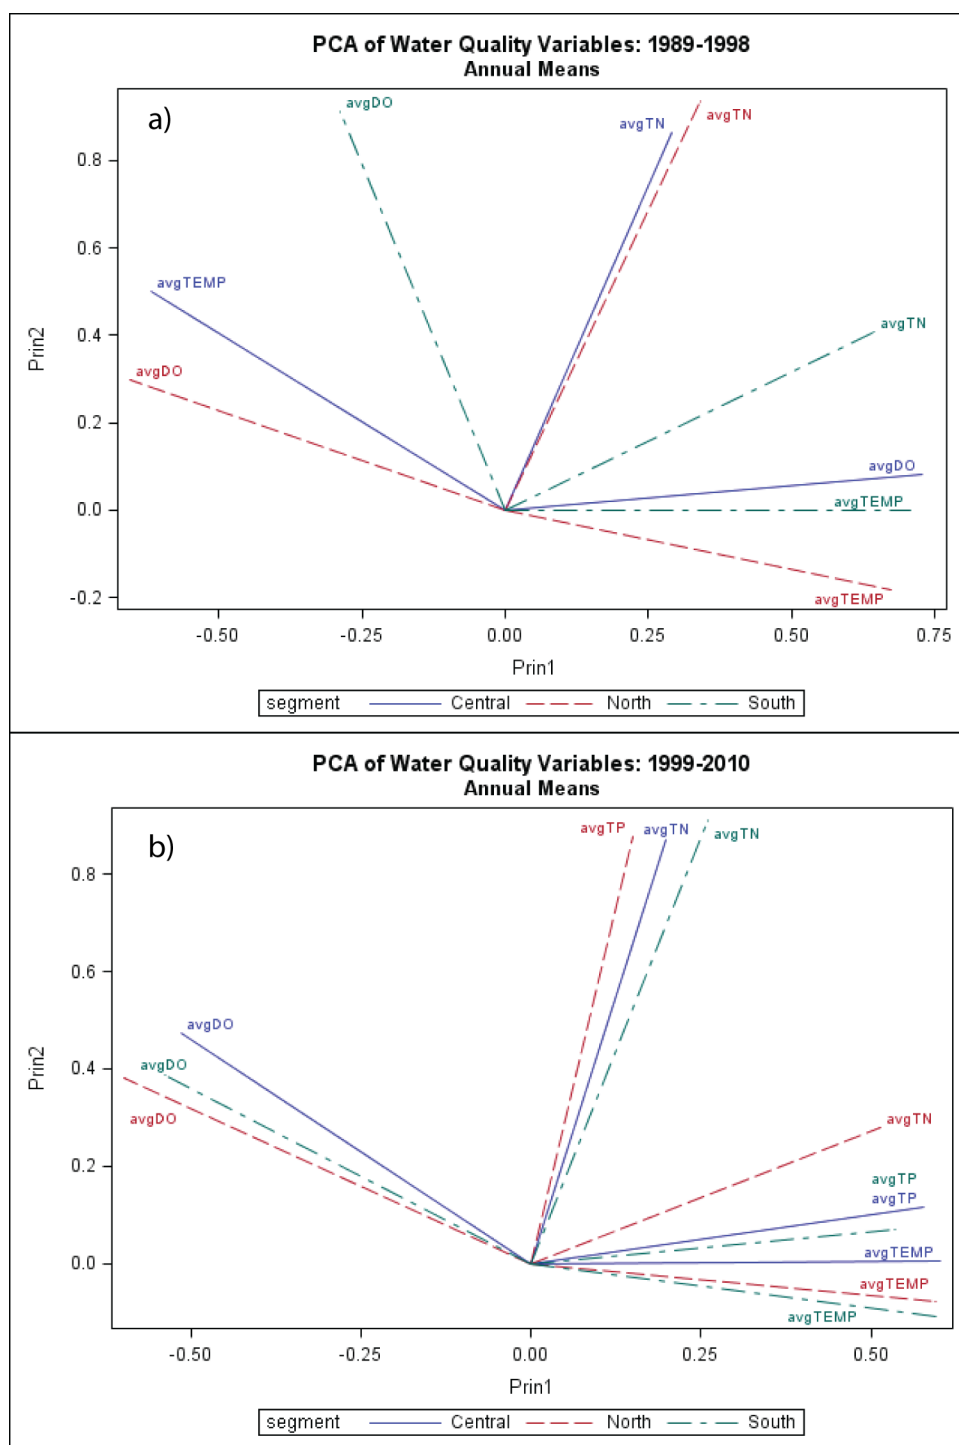 PCA of Water Quality Variables: 1989-1998
Annual Means
a)
avgDO
avgTN
avgTN
avgTEMP
avgTN
avgDO
avgDO
avgTEMP
avgTEMP
Prin2
0.8
0.6
0.4
0.2
0.0
-0.2
-0.50 -0.25 0.00 0.25 0.50 0.75
Prin1
segment Central North South
PCA of Water Quality Variables: 1999-2010
Annual Means
b)
avgTP avgTN avgTN
avgDO
avgDO
avgDO
avgTN
avgTP
avgTP
avgTEMP
avgTEMP
avgTEMP
Prin2
0.8
0.6
0.4
0.2
0.0
-0.50 -0.25 0.00 0.25 0.50
Prin1
segment Central North South